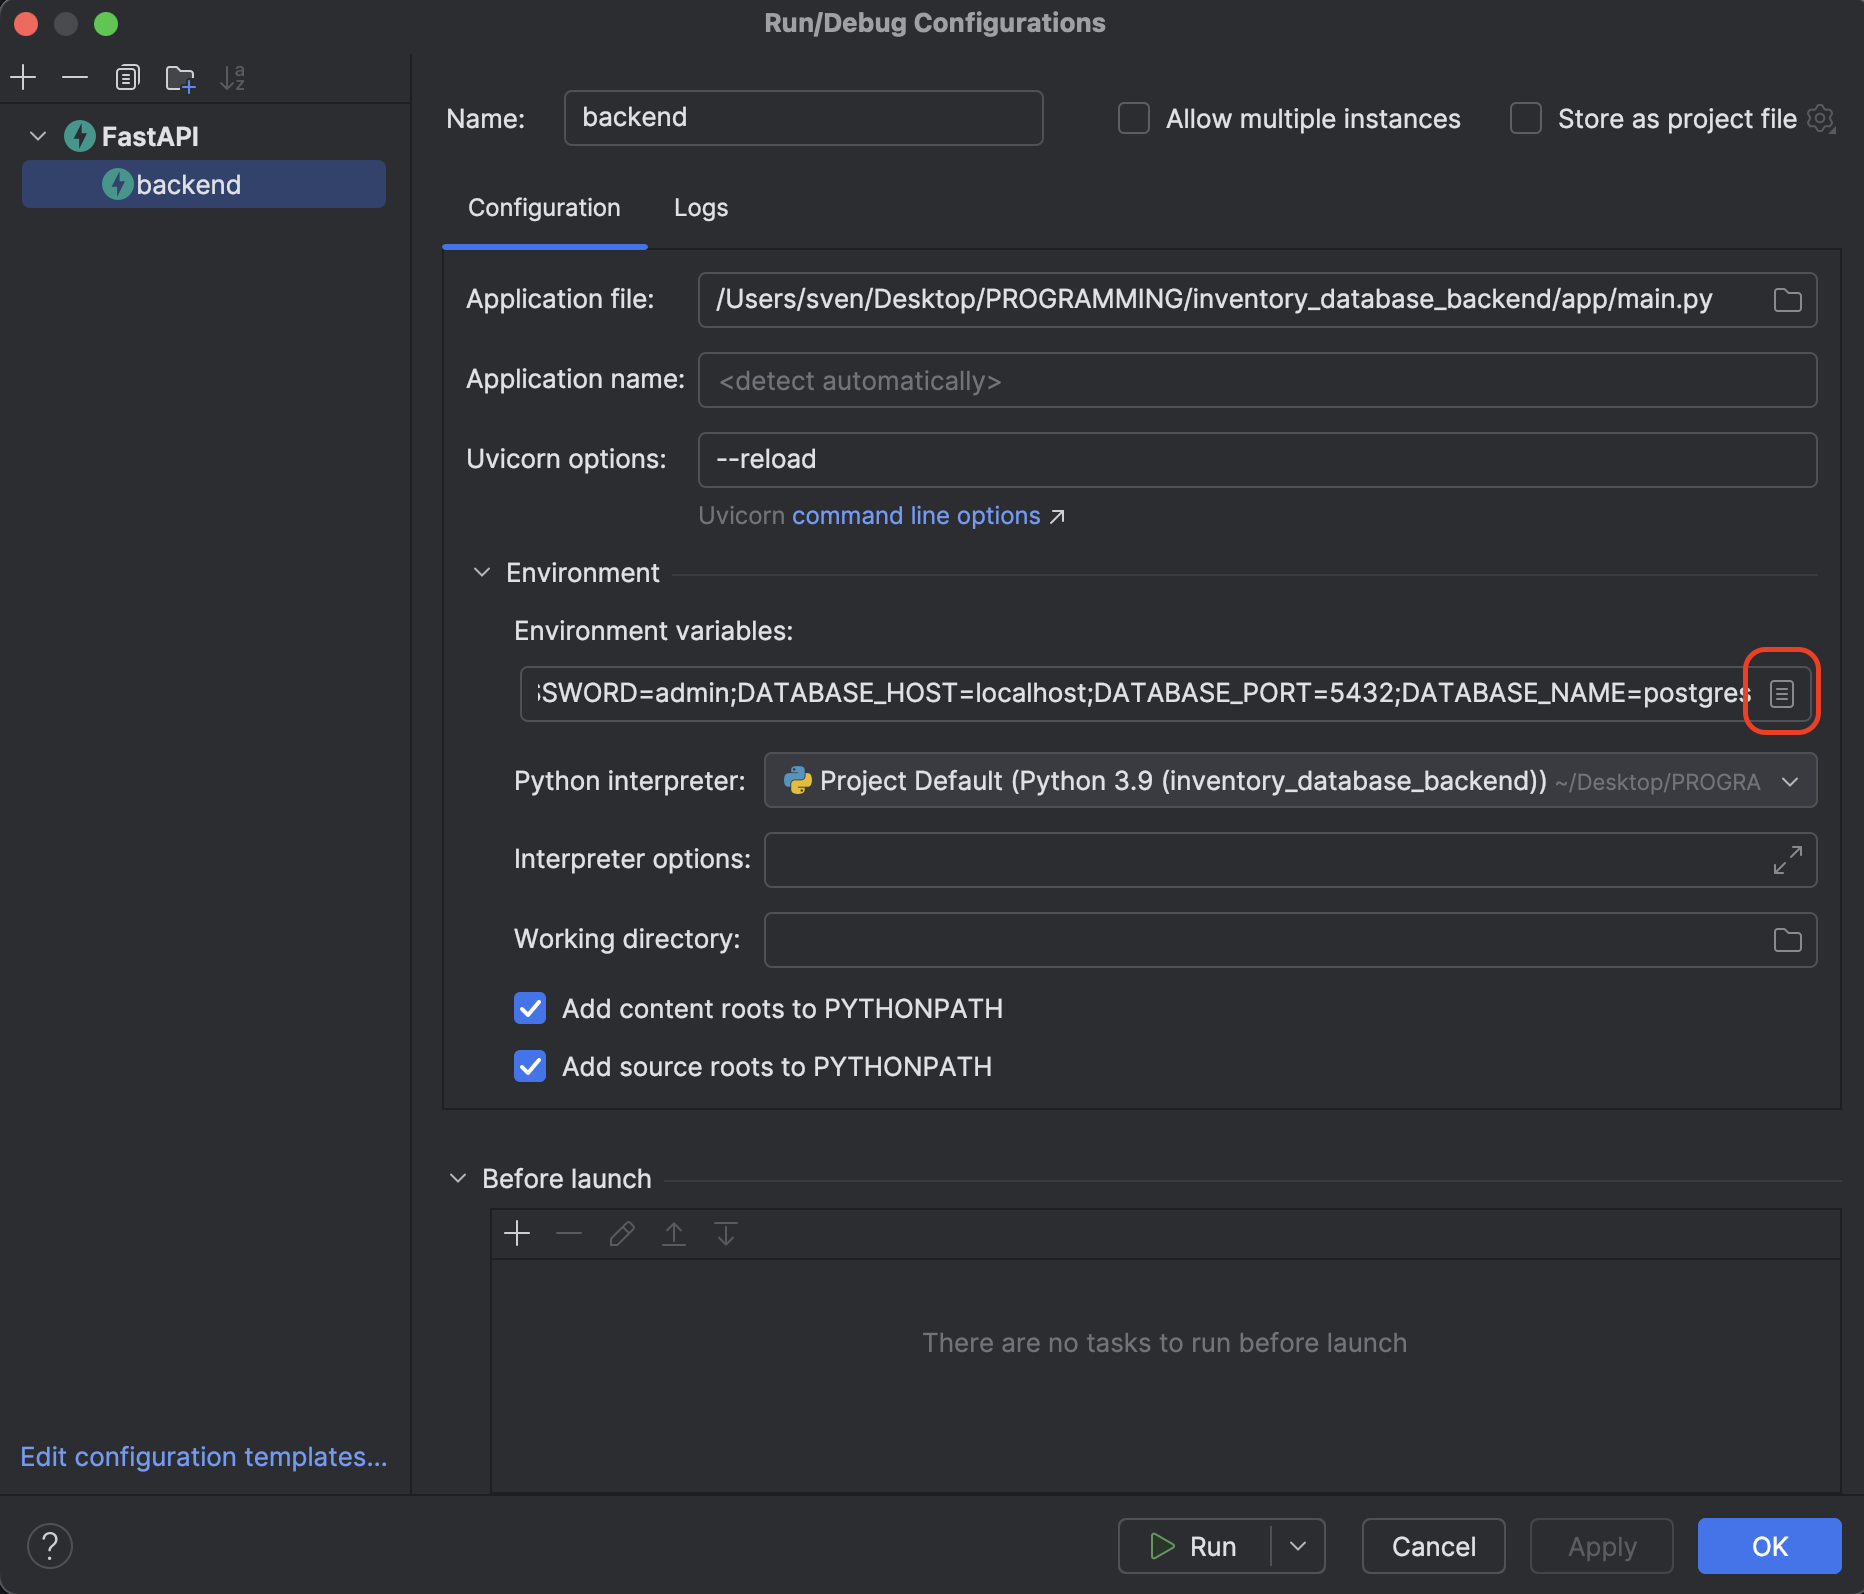 Run/Debug Configurations
FastAPI
backend
Edit configuration templates...
Name: backend
Allow multiple instances
Store as project file
Configuration Logs
Application file: /Users/sven/Desktop/PROGRAMMING/inventory_database_backend/app/main.py
Application name: <detect automatically>
Uvicorn options: --reload
Uvicorn command line options ↗
Environment
Environment variables:
SWORD=admin;DATABASE_HOST=localhost;DATABASE_PORT=5432;DATABASE_NAME=postgres
Python interpreter: Project Default (Python 3.9 (inventory_database_backend)) ~/Desktop/PROGRA
Interpreter options:
Working directory:
Add content roots to PYTHONPATH
Add source roots to PYTHONPATH
Before launch
There are no tasks to run before launch
? Run Cancel Apply OK